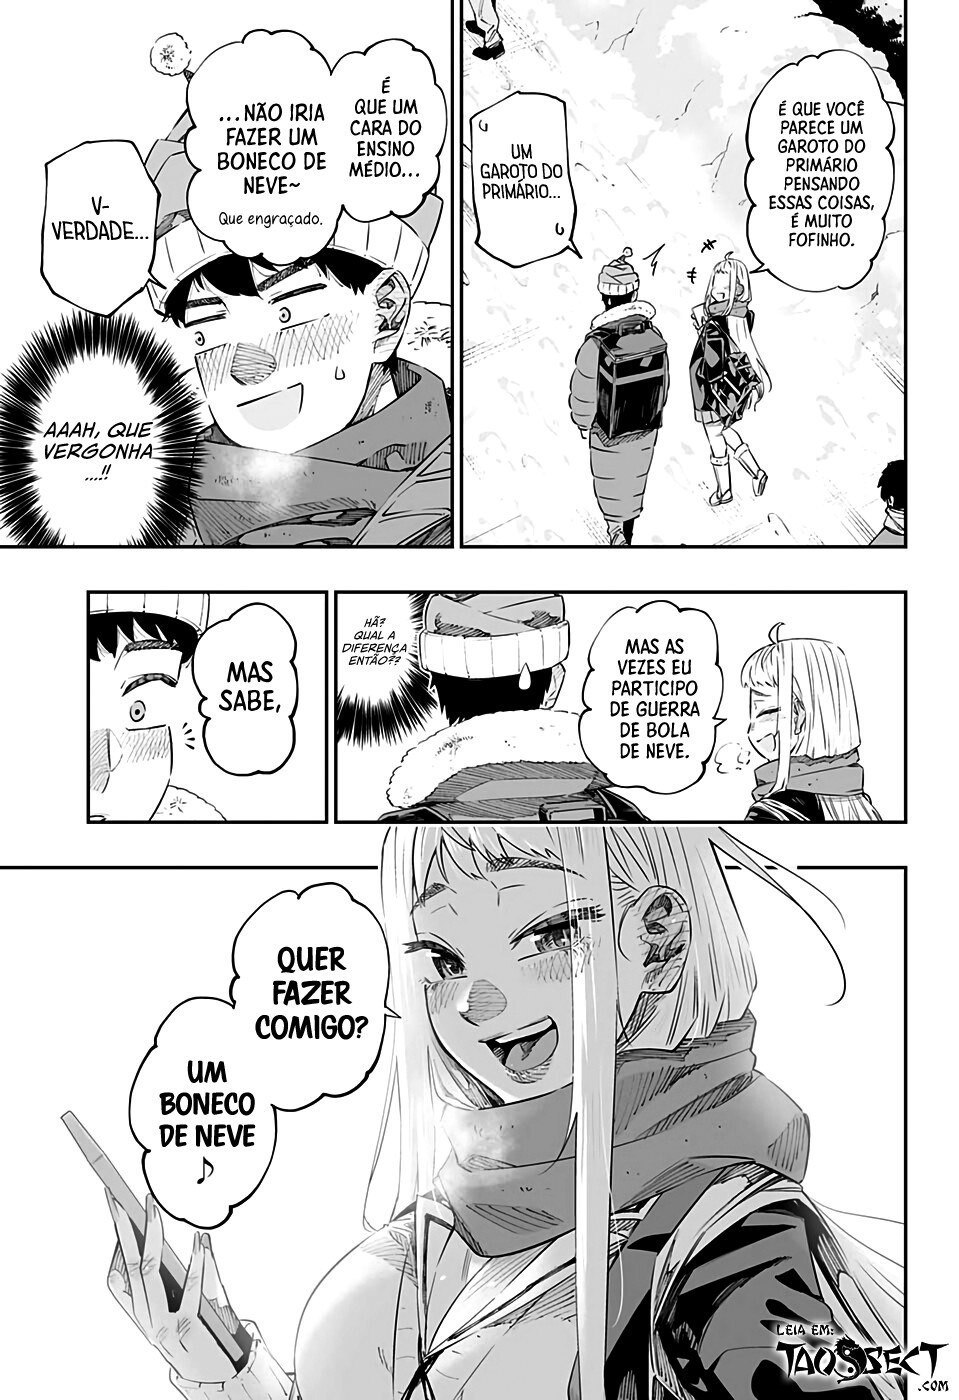 É QUE VOCÊ
PARECE UM
GAROTO DO
PRIMÁRIO
PENSANDO
ESSAS COISAS,
É MUITO
FOFINHO.
UM
GAROTO DO
PRIMÁRIO...
É
QUE UM
CARA DO
ENSINO
MÉDIO...
...NÃO IRIA
FAZER UM
BONECO DE
NEVE~
Que engraçado.
V-
VERDADE...
AAAH, QUE
VERGONHA
....!!
MAS AS
VEZES EU
PARTICIPO
DE GUERRA
DE BOLA
DE NEVE.
HÃ?
QUAL A
DIFERENÇA
ENTÃO??
MAS
SABE,
QUER
FAZER
COMIGO?
UM
BONECO
DE NEVE
♪
LEIA EM:
TAOSSECT
.COM